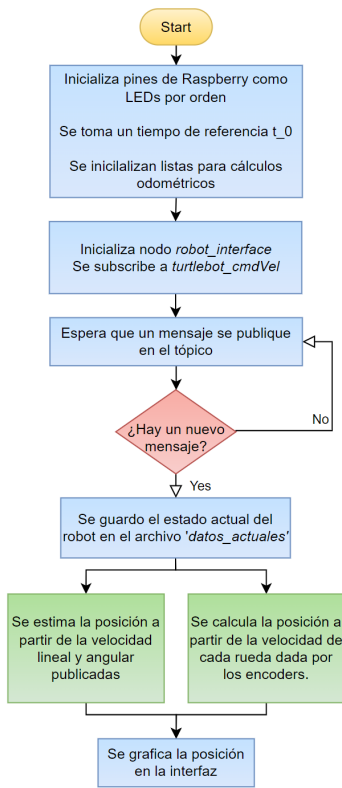 Start
Inicializa pines de Raspberry como
LEDs por orden
Se toma un tiempo de referencia t_0
Se inicilalizan listas para cálculos
odométricos
Inicializa nodo robot_interface
Se subscribe a turtlebot_cmdVel
Espera que un mensaje se publique
en el tópico
¿Hay un nuevo
mensaje?
No
Yes
Se guardo el estado actual del
robot en el archivo 'datos_actuales'
Se estima la posición a
partir de la velocidad
lineal y angular
publicadas
Se calcula la posición a
partir de la velocidad de
cada rueda dada por
los encoders.
Se grafica la posición
en la interfaz